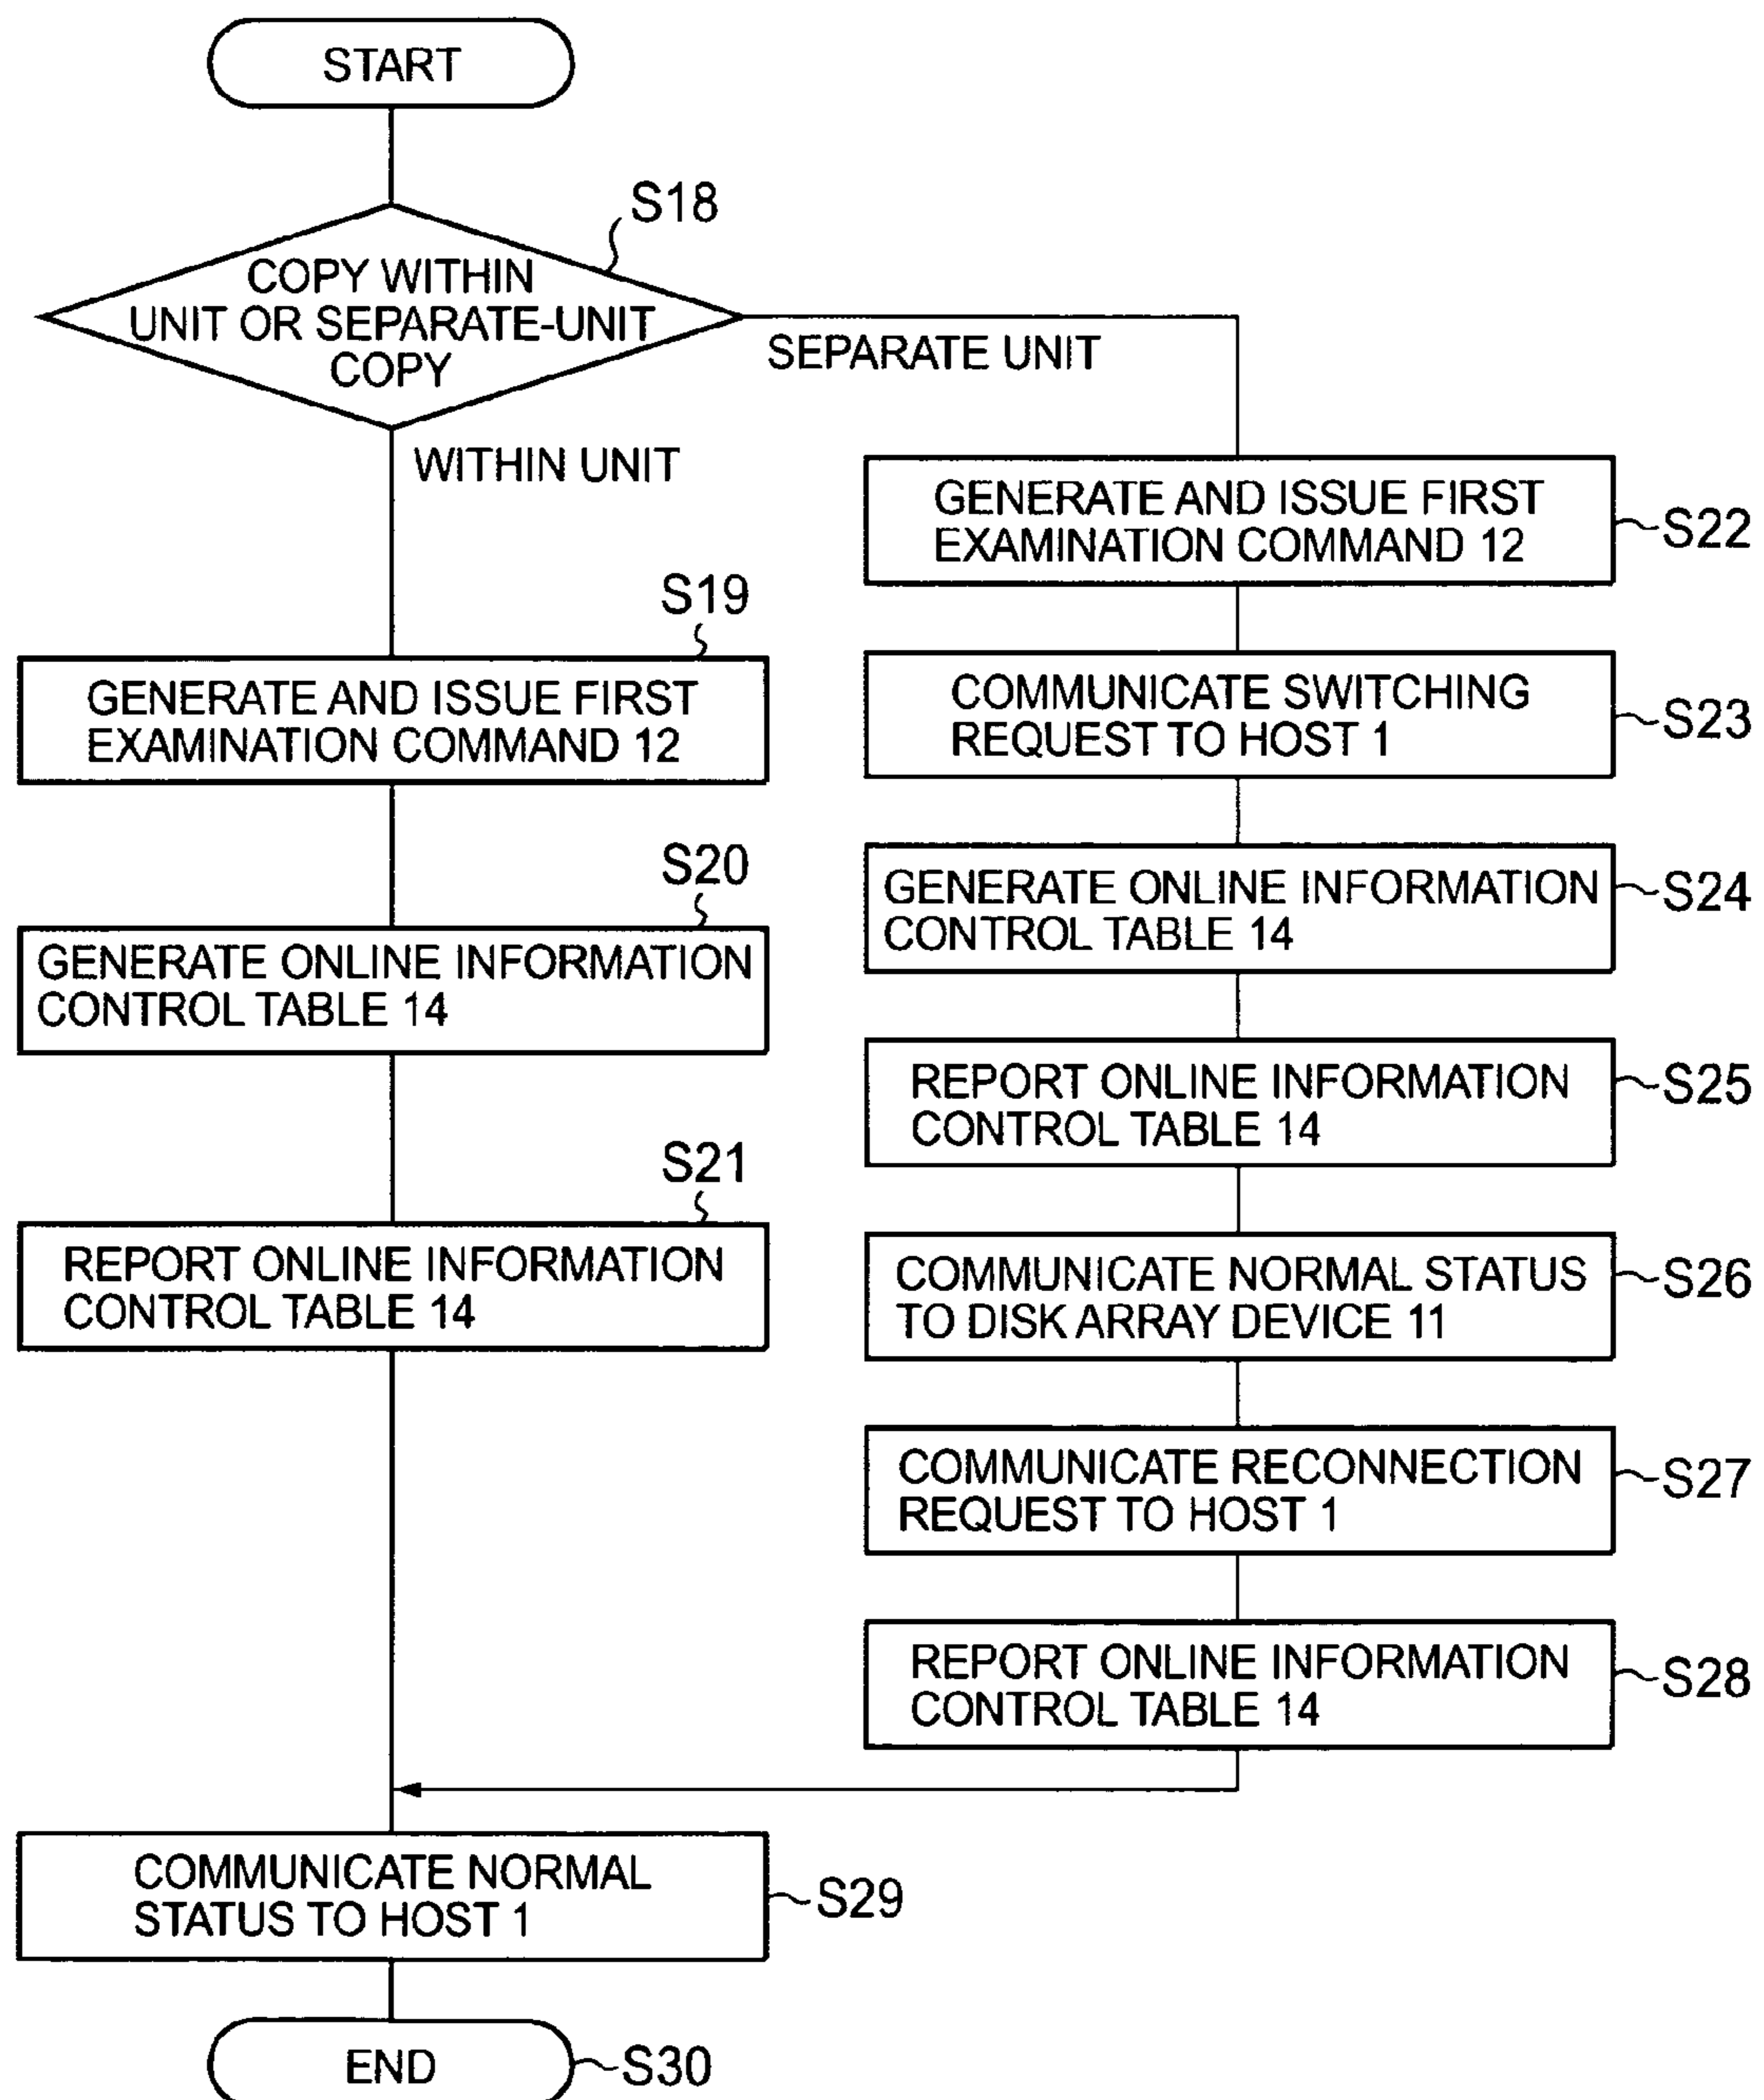 START
S18
COPY WITHIN
UNIT OR SEPARATE-UNIT
COPY
SEPARATE UNIT
WITHIN UNIT
S19
GENERATE AND ISSUE FIRST
EXAMINATION COMMAND 12
S20
GENERATE ONLINE INFORMATION
CONTROL TABLE 14
S21
REPORT ONLINE INFORMATION
CONTROL TABLE 14
GENERATE AND ISSUE FIRST
EXAMINATION COMMAND 12
S22
COMMUNICATE SWITCHING
REQUEST TO HOST 1
S23
GENERATE ONLINE INFORMATION
CONTROL TABLE 14
S24
REPORT ONLINE INFORMATION
CONTROL TABLE 14
S25
COMMUNICATE NORMAL STATUS
TO DISK ARRAY DEVICE 11
S26
COMMUNICATE RECONNECTION
REQUEST TO HOST 1
S27
REPORT ONLINE INFORMATION
CONTROL TABLE 14
S28
COMMUNICATE NORMAL
STATUS TO HOST 1
S29
END
S30